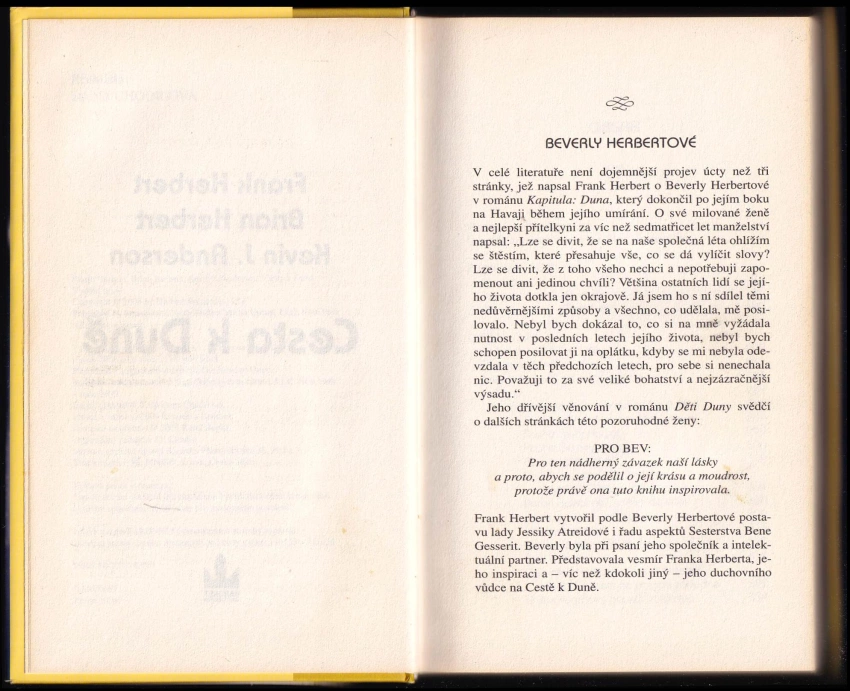 Frank Herbert
Brian Herbert
Kevin J. Anderson
Cesta k Duně
BEVERLY HERBERTOVÉ
V celé literatuře není dojemnější projev úcty než tři
stránky, jež napsal Frank Herbert o Beverly Herbertové
v románu Kapitula: Duna, který dokončil po jejím boku
na Havaji během jejího umírání. O své milované ženě
a nejlepší přítelkyni za víc než sedmatřicet let manželství
napsal: „Lze se divit, že se na naše společná léta ohlížím
se štěstím, které přesahuje vše, co se dá vylíčit slovy?
Lze se divit, že z toho všeho nechci a nepotřebuji zapo-
menout ani jedinou chvíli? Většina ostatních lidí se její-
ho života dotkla jen okrajově. Já jsem ho s ní sdílel těmi
nedůvěrnějšími způsoby a všechno, co udělala, mě posi-
lovalo. Nebyl bych dokázal to, co si na mně vyžádala
nutnost v posledních letech jejího života, nebyl bych
schopen posilovat ji na oplátku, kdyby se mi nebyla ode-
vzdala v těch předchozích letech, pro sebe si nenechala
nic. Považuji to za své veliké bohatství a nejzázračnější
výsadu.“
Jeho dřívější věnování v románu Děti Duny svědčí
o dalších stránkách této pozoruhodné ženy:
PRO BEV:
Pro ten nádherný závazek naší lásky
a proto, abych se podělil o její krásu a moudrost,
protože právě ona tuto knihu inspirovala.
Frank Herbert vytvořil podle Beverly Herbertové posta-
vu lady Jessiky Atreidové i řadu aspektů Sesterstva Bene
Gesserit. Beverly byla při psaní jeho společník a intelek-
tuální partner. Představovala vesmír Franka Herberta, je-
ho inspiraci a – víc než kdokoli jiný – jeho duchovního
vůdce na Cestě k Duně.